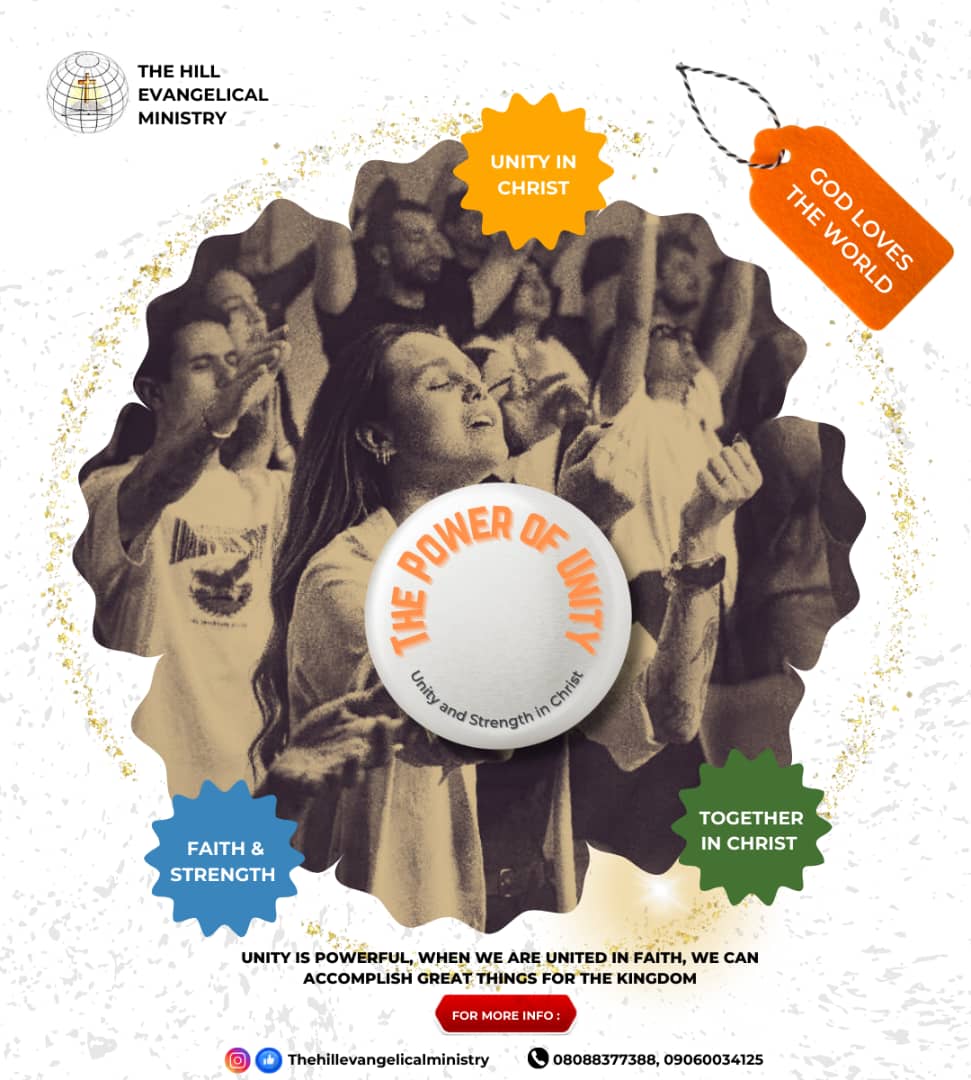 THE HILL
EVANGELICAL
MINISTRY
UNITY IN
CHRIST
GOD LOVES
THE WORLD
THE POWER OF UNITY
Unity and Strength in Christ
FAITH &
STRENGTH
TOGETHER
IN CHRIST
UNITY IS POWERFUL, WHEN WE ARE UNITED IN FAITH, WE CAN
ACCOMPLISH GREAT THINGS FOR THE KINGDOM
FOR MORE INFO :
Thehillevangelicalministry 08088377388, 09060034125